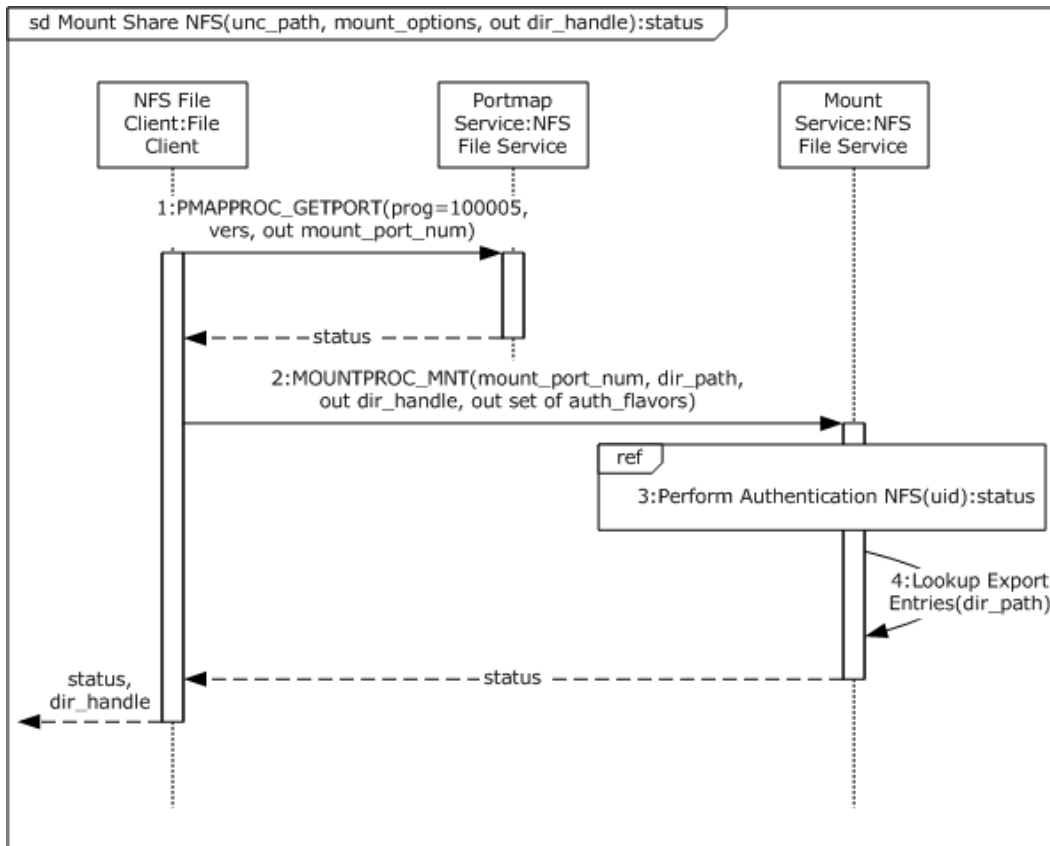 sd Mount Share NFS(unc_path, mount_options, out dir_handle):status
NFS File
Client:File
Client
Portmap
Service:NFS
File Service
Mount
Service:NFS
File Service
1:PMAPPROC_GETPORT(prog=100005,
vers, out mount_port_num)
status
2:MOUNTPROC_MNT(mount_port_num, dir_path,
out dir_handle, out set of auth_flavors)
ref
3:Perform Authentication NFS(uid):status
4:Lookup Export
Entries(dir_path)
status
status,
dir_handle